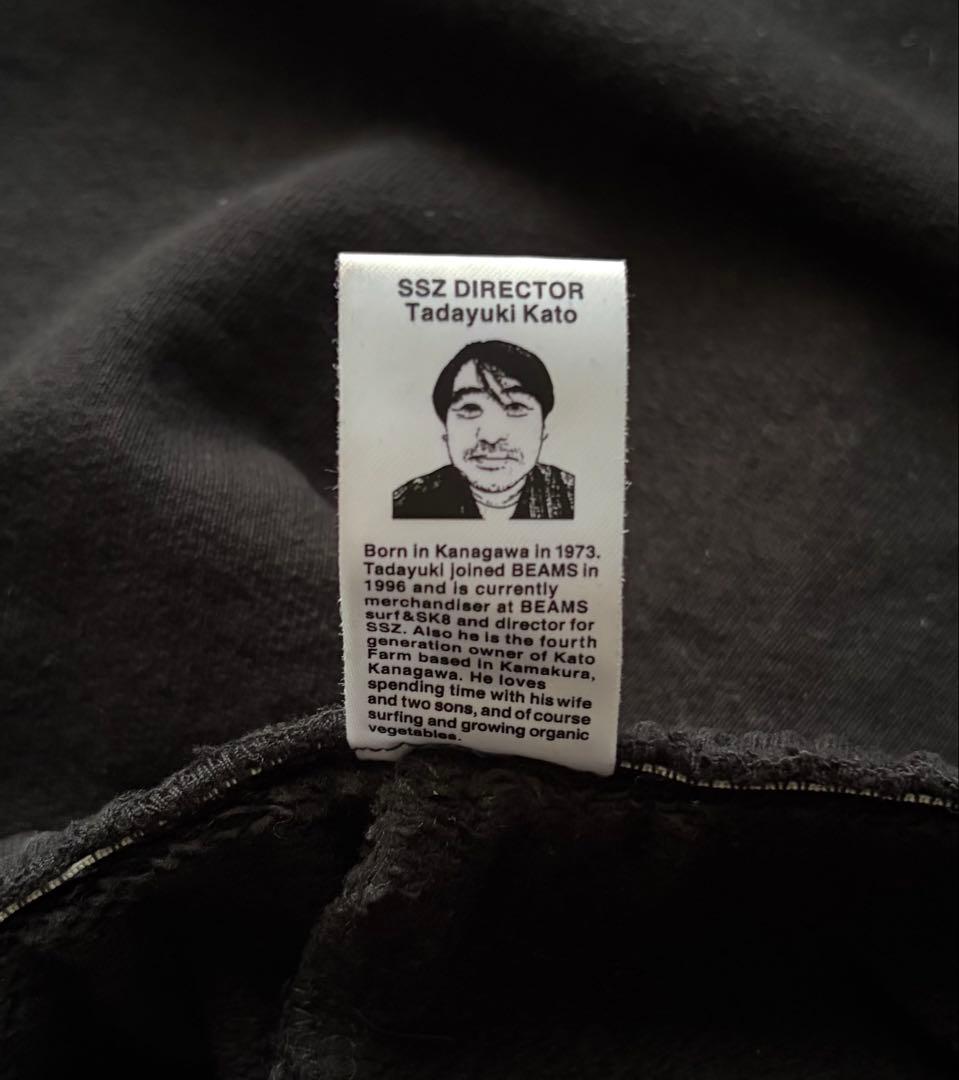 SSZ DIRECTOR
Tadayuki Kato
Born in Kanagawa in 1973.
Tadayuki joined BEAMS in
1996 and is currently
merchandiser at BEAMS
surf&SK8 and director for
SSZ. Also he is the fourth
generation owner of Kato
Farm based in Kamakura,
Kanagawa. He loves
spending time with his wife
and two sons, and of course
surfing and growing organic
vegetables.